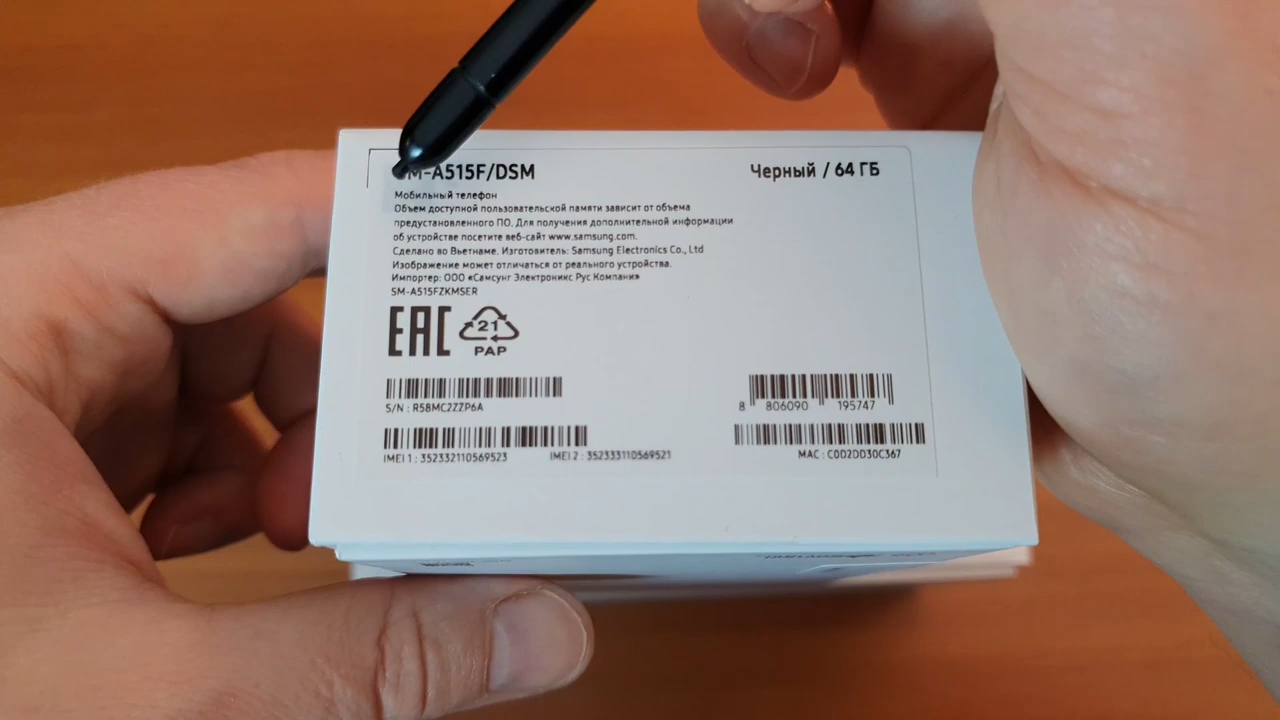 SM-A515F/DSM
Черный / 64 ГБ
Мобильный телефон
Объем доступной пользовательской памяти зависит от объема
предустановленного ПО. Для получения дополнительной информации
об устройстве посетите веб-сайт www.samsung.com.
Сделано во Вьетнаме. Изготовитель: Samsung Electronics Co., Ltd
Изображение может отличаться от реального устройства.
Импортер: ООО «Самсунг Электроникс Рус Компани»
SM-A515FZKMSER
EAC
21
PAP
S/N : R58MC2ZZP6A
8 806090 195747
IMEI 1 : 352332110569523
IMEI 2 : 352333110569521
MAC : C0D2DD30C367